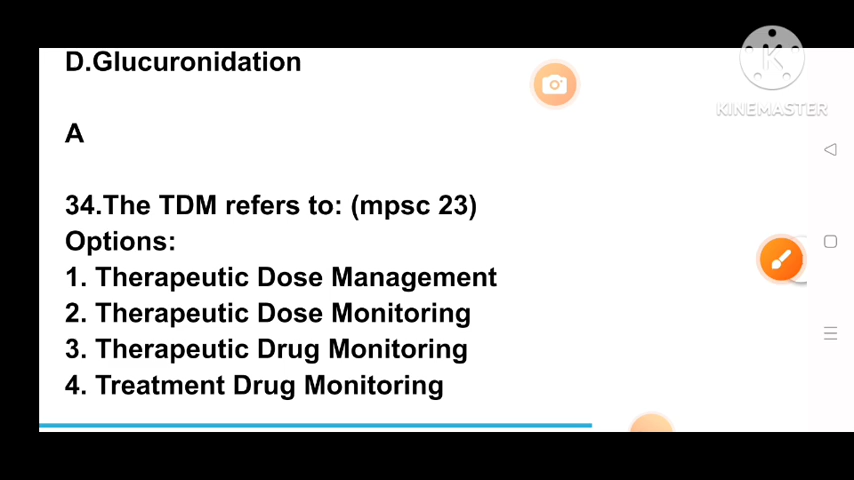 D.Glucuronidation
KINEMASTER
A
34.The TDM refers to: (mpsc 23)
Options:
1. Therapeutic Dose Management
2. Therapeutic Dose Monitoring
3. Therapeutic Drug Monitoring
4. Treatment Drug Monitoring